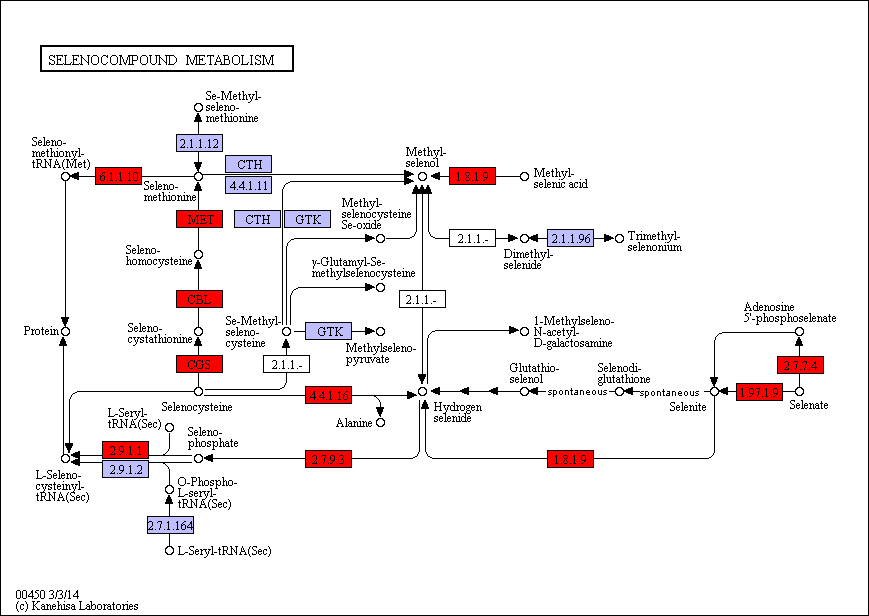 SELENOCOMPOUND METABOLISM
Se-Methyl-
seleno-
methionine
2.1.1.12
Seleno-
methionyl-
tRNA(Met)
6.1.1.10
CTH
4.4.1.11
Seleno-
methionine
Methyl-
selenol
1.8.1.9
Methyl-
selenic acid
MET
CTH
GTK
Methyl-
selenocysteine
Se-oxide
2.1.1.-
2.1.1.96
Dimethyl-
selenide
Trimethyl-
selenonium
Seleno-
homocysteine
γ-Glutamyl-Se-
methylselenocysteine
CBL
2.1.1.-
Adenosine
5'-phosphoselenate
Protein
Seleno-
cystathionine
Se-Methyl-
seleno-
cysteine
GTK
Methylseleno-
pyruvate
1-Methylseleno-
N-acetyl-
D-galactosamine
CGS
2.1.1.-
2.7.7.4
Glutathio-
selenol
Selenodi-
glutathione
Selenocysteine
4.4.1.16
Alanine
Hydrogen
selenide
spontaneous
spontaneous
Selenite
1.97.1.9
Selenate
L-Seryl-
tRNA(Sec)
Seleno-
phosphate
2.9.1.1
2.9.1.2
2.7.9.3
1.8.1.9
L-Seleno-
cysteinyl-
tRNA(Sec)
O-Phospho-
L-seryl-
tRNA(Sec)
2.7.1.164
L-Seryl-tRNA(Sec)
00450 3/3/14
(c) Kanehisa Laboratories